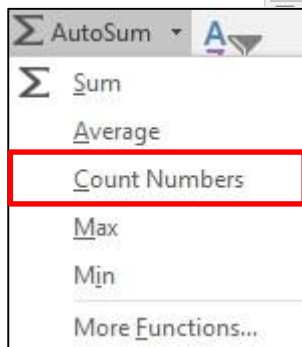 Σ AutoSum
Σ Sum
Average
Count Numbers
Max
Min
More Functions...